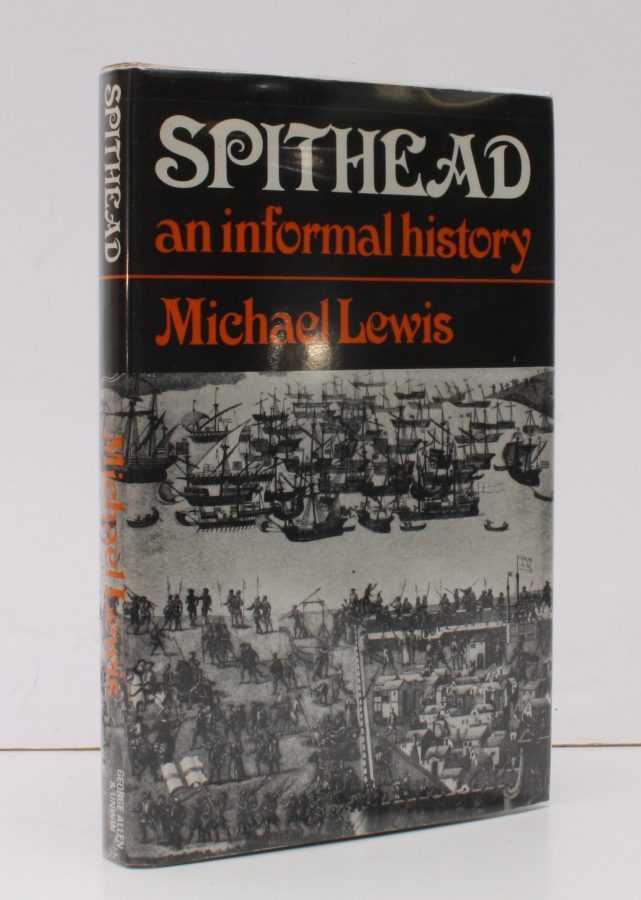 SPITHEAD
an informal history
Michael Lewis
SPITHEAD
Michael Lewis
GEORGE ALLEN
& UNWIN